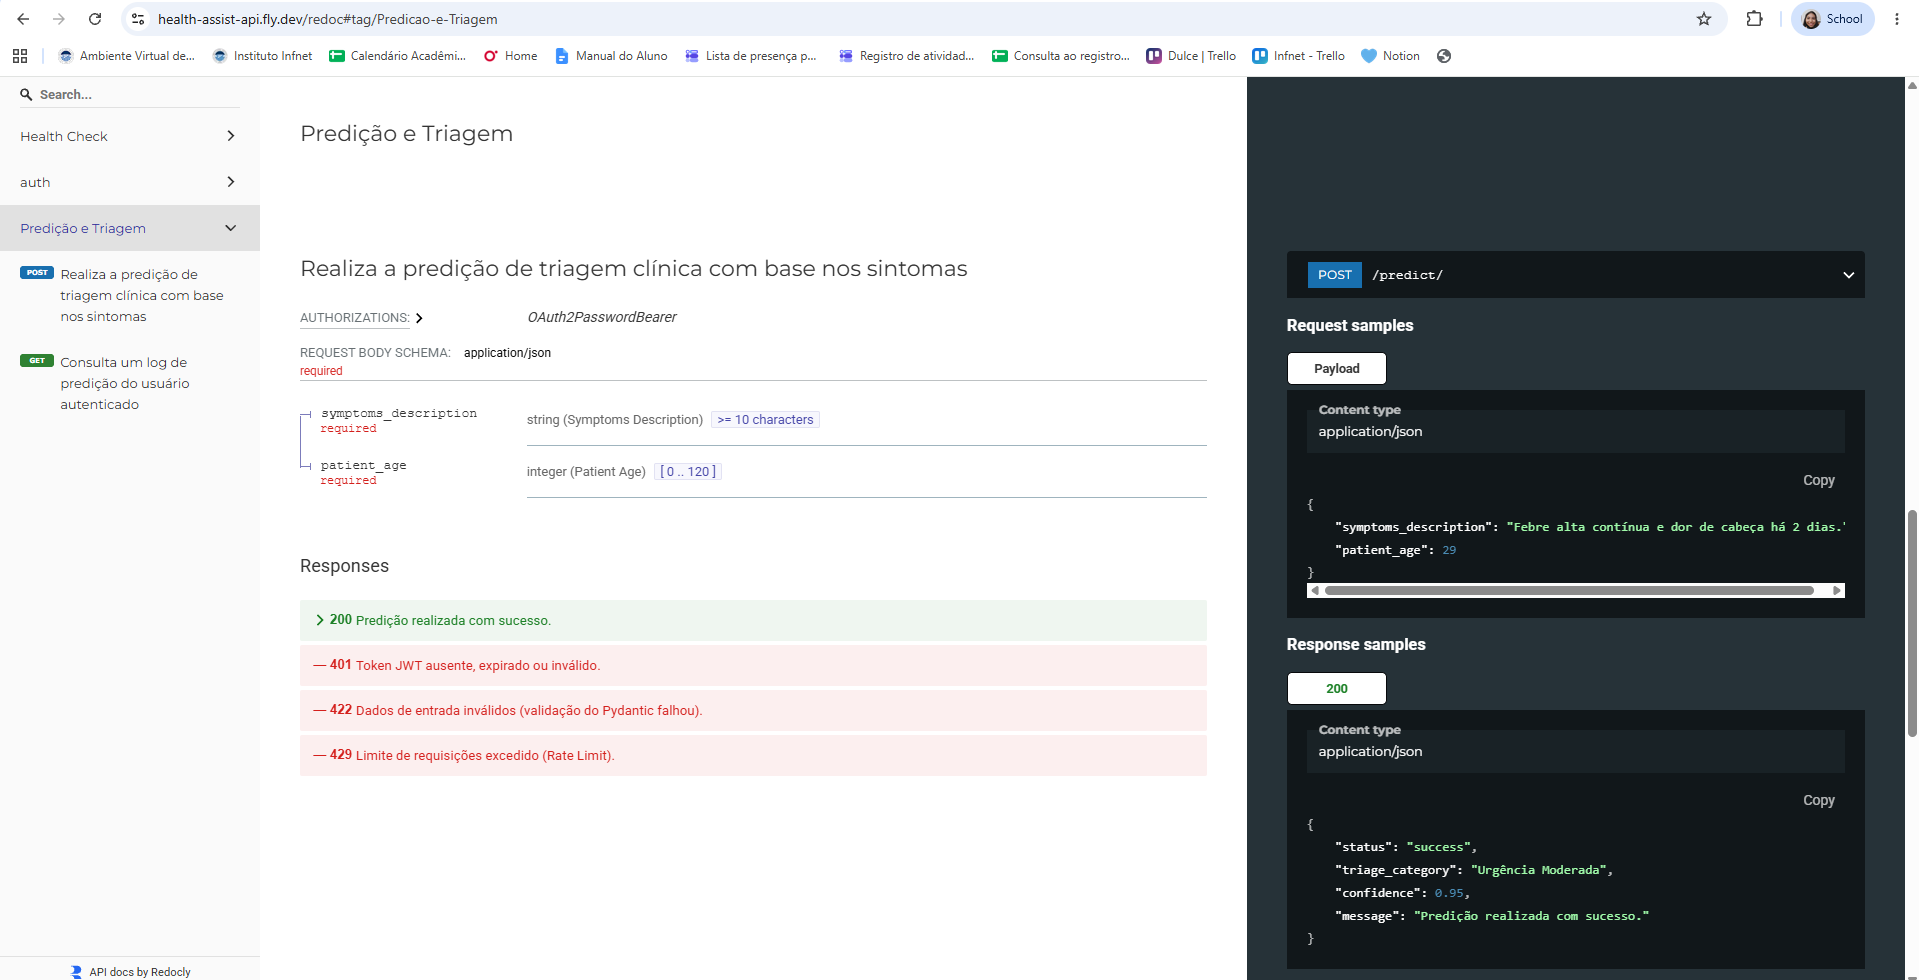 health-assist-api.fly.dev/redoc#tag/Predicao-e-Triagem
School
Ambiente Virtual de...
Instituto Infnet
Calendário Acadêmi...
Home
Manual do Aluno
Lista de presença p...
Registro de atividad...
Consulta ao registro...
Dulce | Trello
Infnet - Trello
Notion
Search...
Health Check
auth
Predição e Triagem
POST
Realiza a predição de
triagem clínica com base
nos sintomas
GET
Consulta um log de
predição do usuário
autenticado
API docs by Redocly
Predição e Triagem
Realiza a predição de triagem clínica com base nos sintomas
AUTHORIZATIONS:
OAuth2PasswordBearer
REQUEST BODY SCHEMA: application/json
required
symptoms_description
required
string (Symptoms Description) >= 10 characters
patient_age
required
integer (Patient Age) [ 0 .. 120 ]
Responses
200 Predição realizada com sucesso.
— 401 Token JWT ausente, expirado ou inválido.
— 422 Dados de entrada inválidos (validação do Pydantic falhou).
— 429 Limite de requisições excedido (Rate Limit).
POST /predict/
Request samples
Payload
Content type
application/json
Copy
{
"symptoms_description": "Febre alta contínua e dor de cabeça há 2 dias."
"patient_age": 29
}
Response samples
200
Content type
application/json
Copy
{
"status": "success",
"triage_category": "Urgência Moderada",
"confidence": 0.95,
"message": "Predição realizada com sucesso."
}